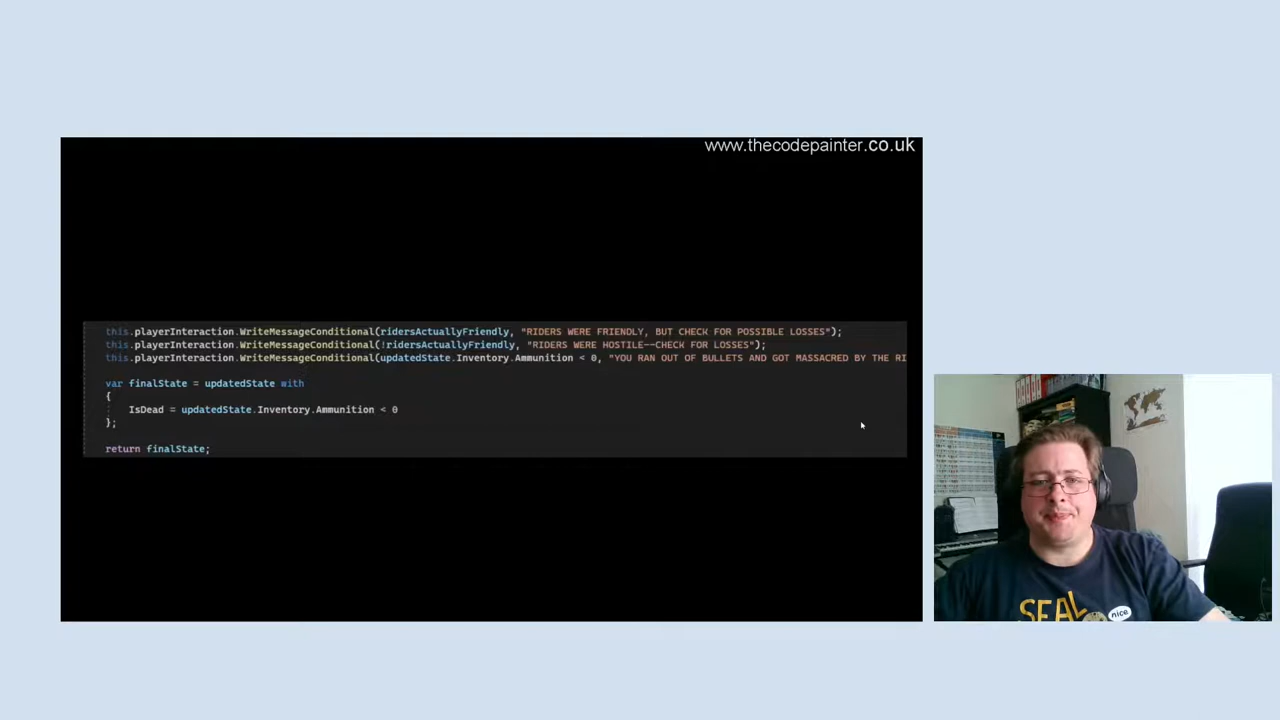 www.thecodepainter.co.uk
this.playerInteraction.WriteMessageConditional(ridersActuallyFriendly, "RIDERS WERE FRIENDLY, BUT CHECK FOR POSSIBLE LOSSES");
this.playerInteraction.WriteMessageConditional(!ridersActuallyFriendly, "RIDERS WERE HOSTILE--CHECK FOR LOSSES");
this.playerInteraction.WriteMessageConditional(updatedState.Inventory.Ammunition < 0, "YOU RAN OUT OF BULLETS AND GOT MASSACRED BY THE RI
var finalState = updatedState with
{
IsDead = updatedState.Inventory.Ammunition < 0
};
return finalState;
SEAL
nice